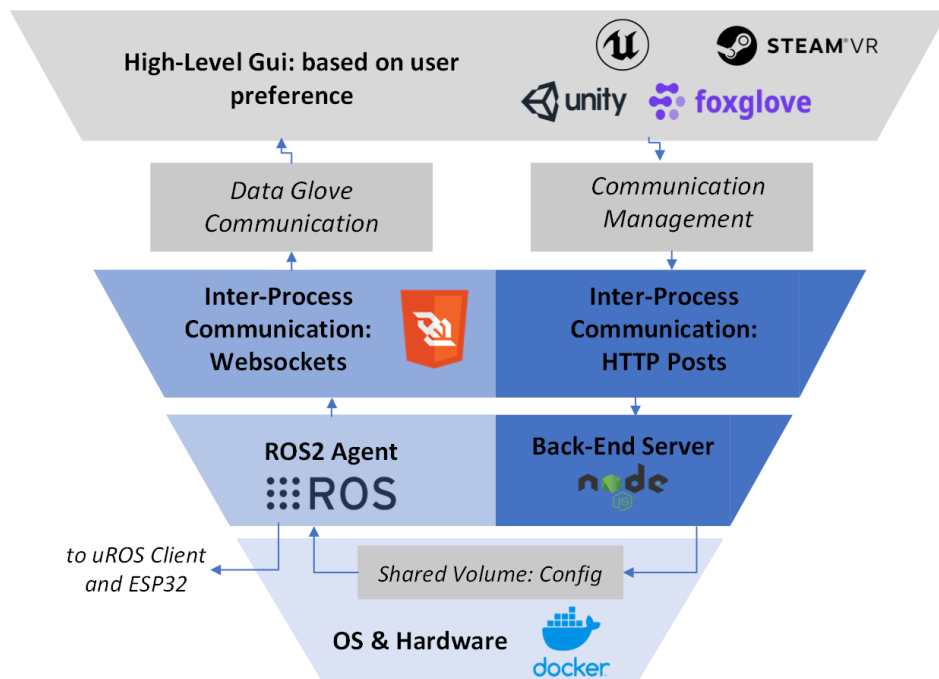 High-Level Gui: based on user
preference
STEAM®VR
unity
foxglove
Data Glove
Communication
Communication
Management
Inter-Process
Communication:
Websockets
Inter-Process
Communication:
HTTP Posts
ROS2 Agent
ROS
Back-End Server
node
JS
to uROS Client
and ESP32
Shared Volume: Config
OS & Hardware
docker